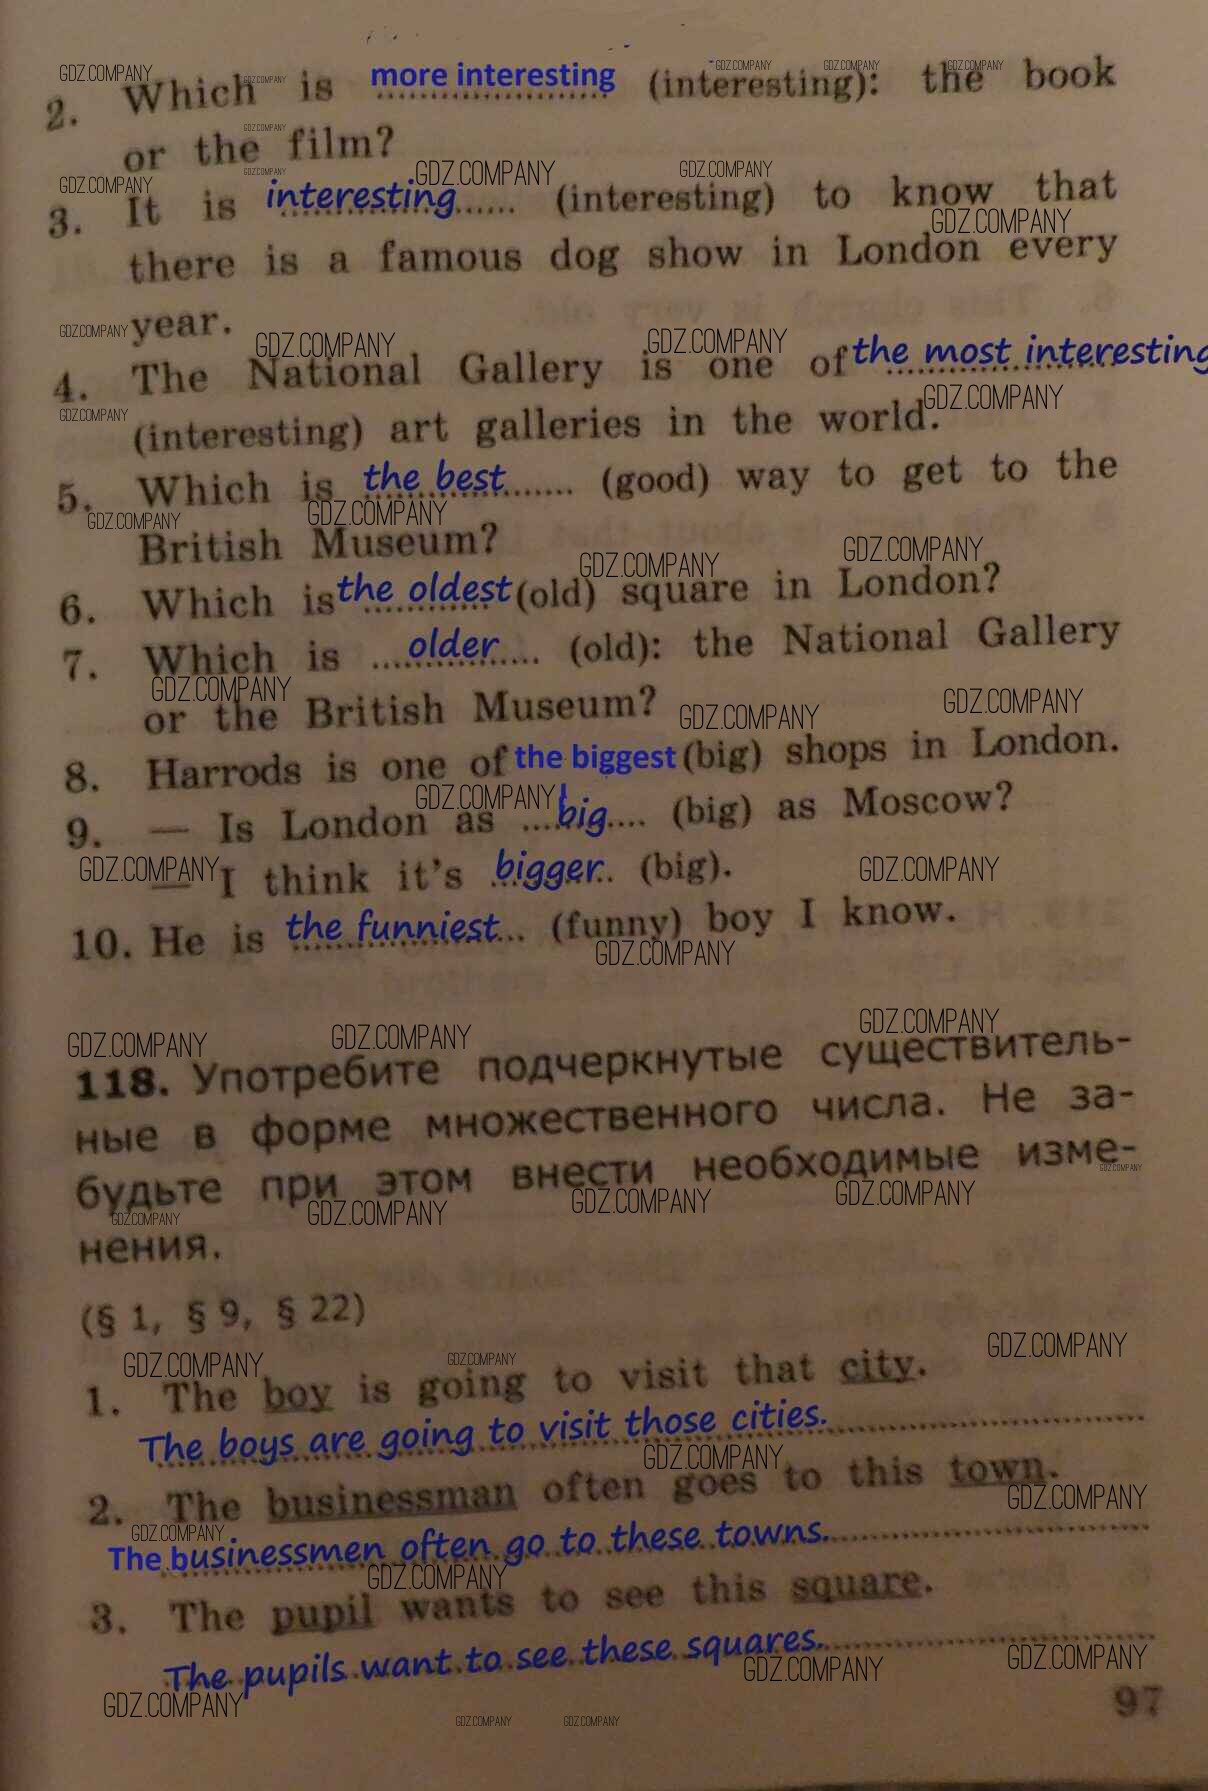 2. Which is more interesting (interesting): the book
or the film?
3. It is interesting...... (interesting) to know that
there is a famous dog show in London every
year.
4. The National Gallery is one of the most interesting
(interesting) art galleries in the world.
5. Which is the best....... (good) way to get to the
British Museum?
6. Which is the oldest (old) square in London?
7. Which is ...older.... (old): the National Gallery
or the British Museum?
8. Harrods is one of the biggest (big) shops in London.
9. — Is London as ...big.... (big) as Moscow?
— I think it's bigger.. (big).
10. He is the funniest... (funny) boy I know.
118. Употребите подчеркнутые существитель-
ные в форме множественного числа. Не за-
будьте при этом внести необходимые изме-
нения.
(§ 1, § 9, § 22)
1. The boy is going to visit that city.
The boys are going to visit those cities.
2. The businessman often goes to this town.
The businessmen often go to these towns.
3. The pupil wants to see this square.
The pupils want to see these squares.
97
GDZ.COMPANY